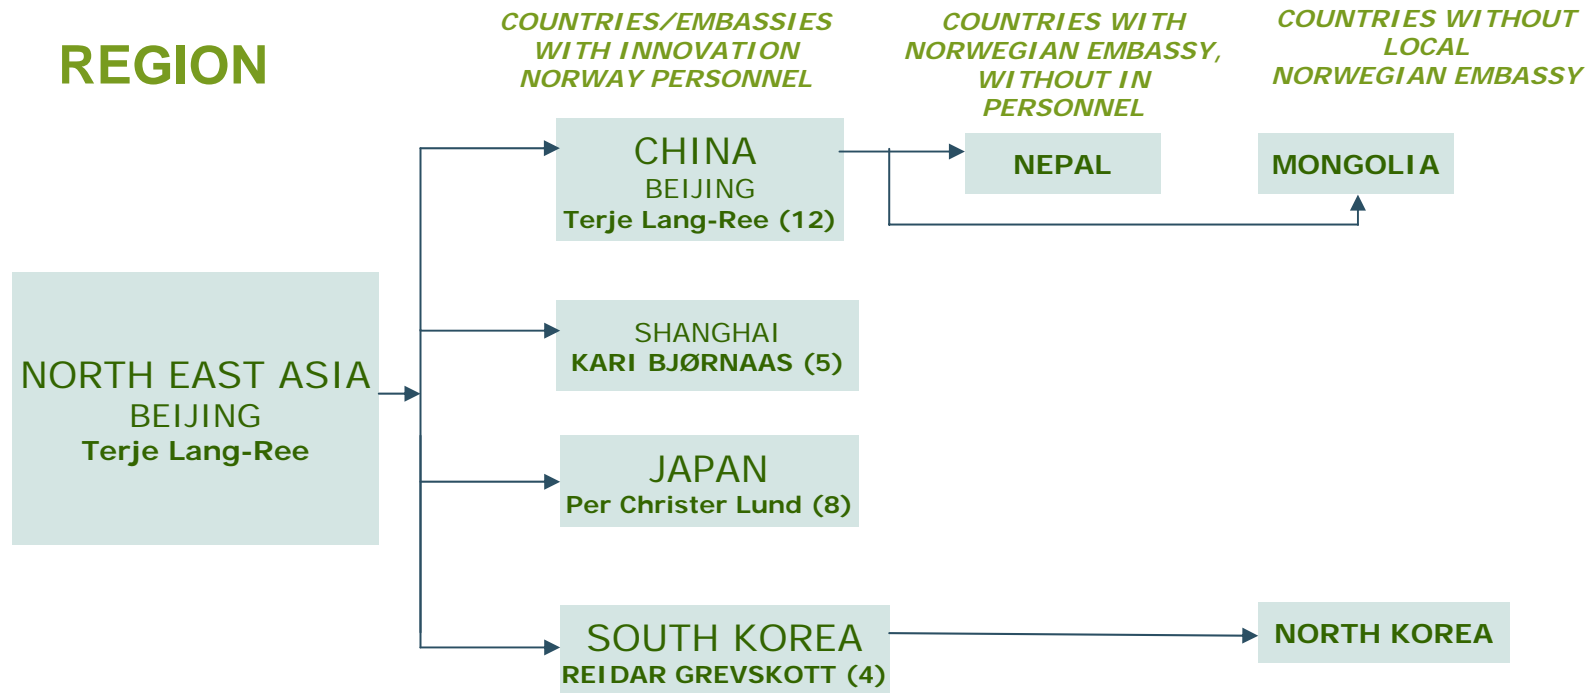 REGION
COUNTRIES/EMBASSIES
WITH INNOVATION
NORWAY PERSONNEL
COUNTRIES WITH
NORWEGIAN EMBASSY,
WITHOUT IN
PERSONNEL
COUNTRIES WITHOUT
LOCAL
NORWEGIAN EMBASSY
NORTH EAST ASIA
BEIJING
Terje Lang-Ree
CHINA
BEIJING
Terje Lang-Ree (12)
NEPAL
MONGOLIA
SHANGHAI
KARI BJØRNAAS (5)
JAPAN
Per Christer Lund (8)
SOUTH KOREA
REIDAR GREVSKOTT (4)
NORTH KOREA